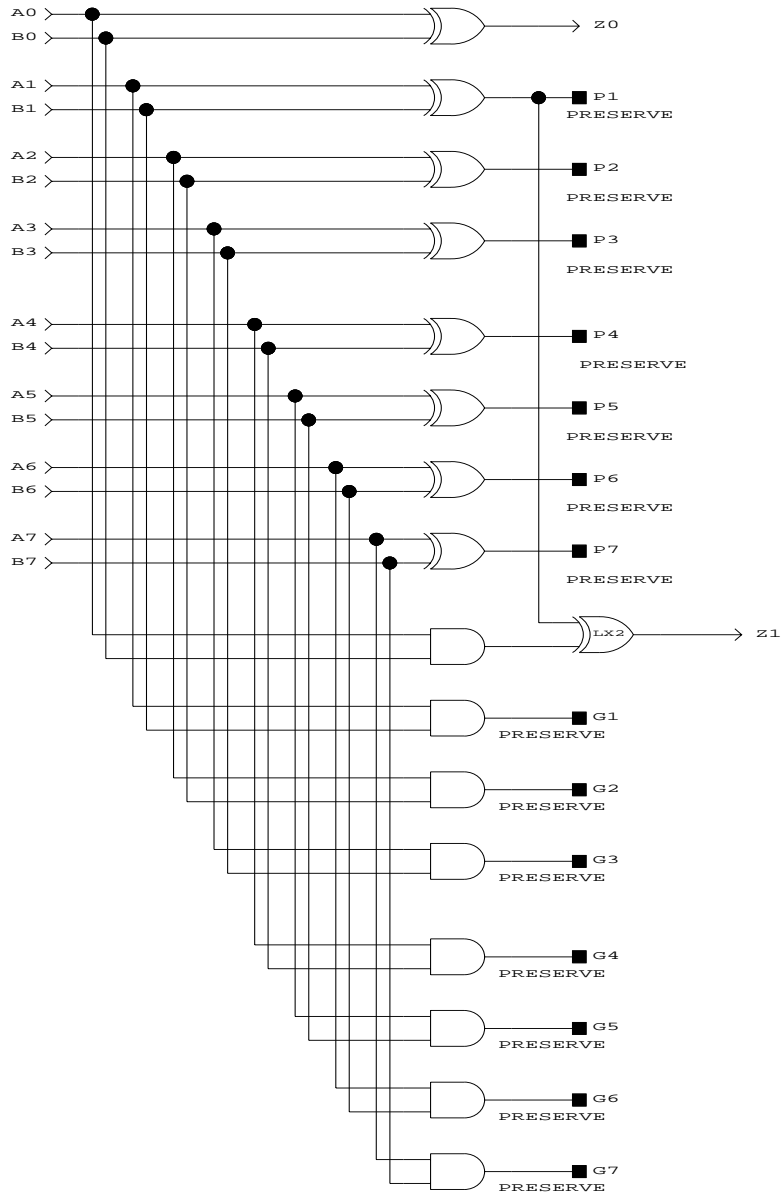 A0
Z0
B0
A1
P1
B1
PRESERVE
A2
P2
B2
PRESERVE
A3
P3
B3
PRESERVE
A4
P4
B4
PRESERVE
A5
P5
B5
PRESERVE
A6
P6
B6
PRESERVE
A7
P7
B7
PRESERVE
LX2
Z1
G1
PRESERVE
G2
PRESERVE
G3
PRESERVE
G4
PRESERVE
G5
PRESERVE
G6
PRESERVE
G7
PRESERVE